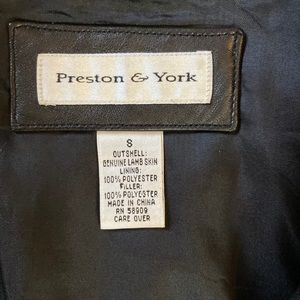 Preston & York
S
OUTSHELL:
GENUINE LAMB SKIN
LINING:
100% POLYESTER
FILLER:
100% POLYESTER
MADE IN CHINA
RN 58909
CARE OVER